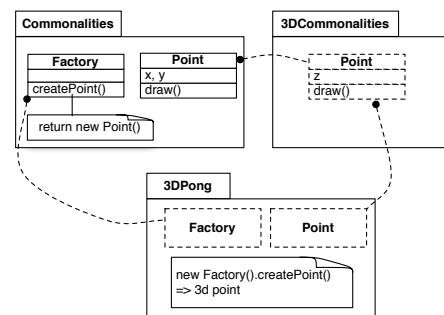 Commonalities
Factory
createPoint()
return new Point()
Point
x, y
draw()
3DCommonalities
Point
z
draw()
3DPong
Factory
Point
new Factory().createPoint()
=> 3d point